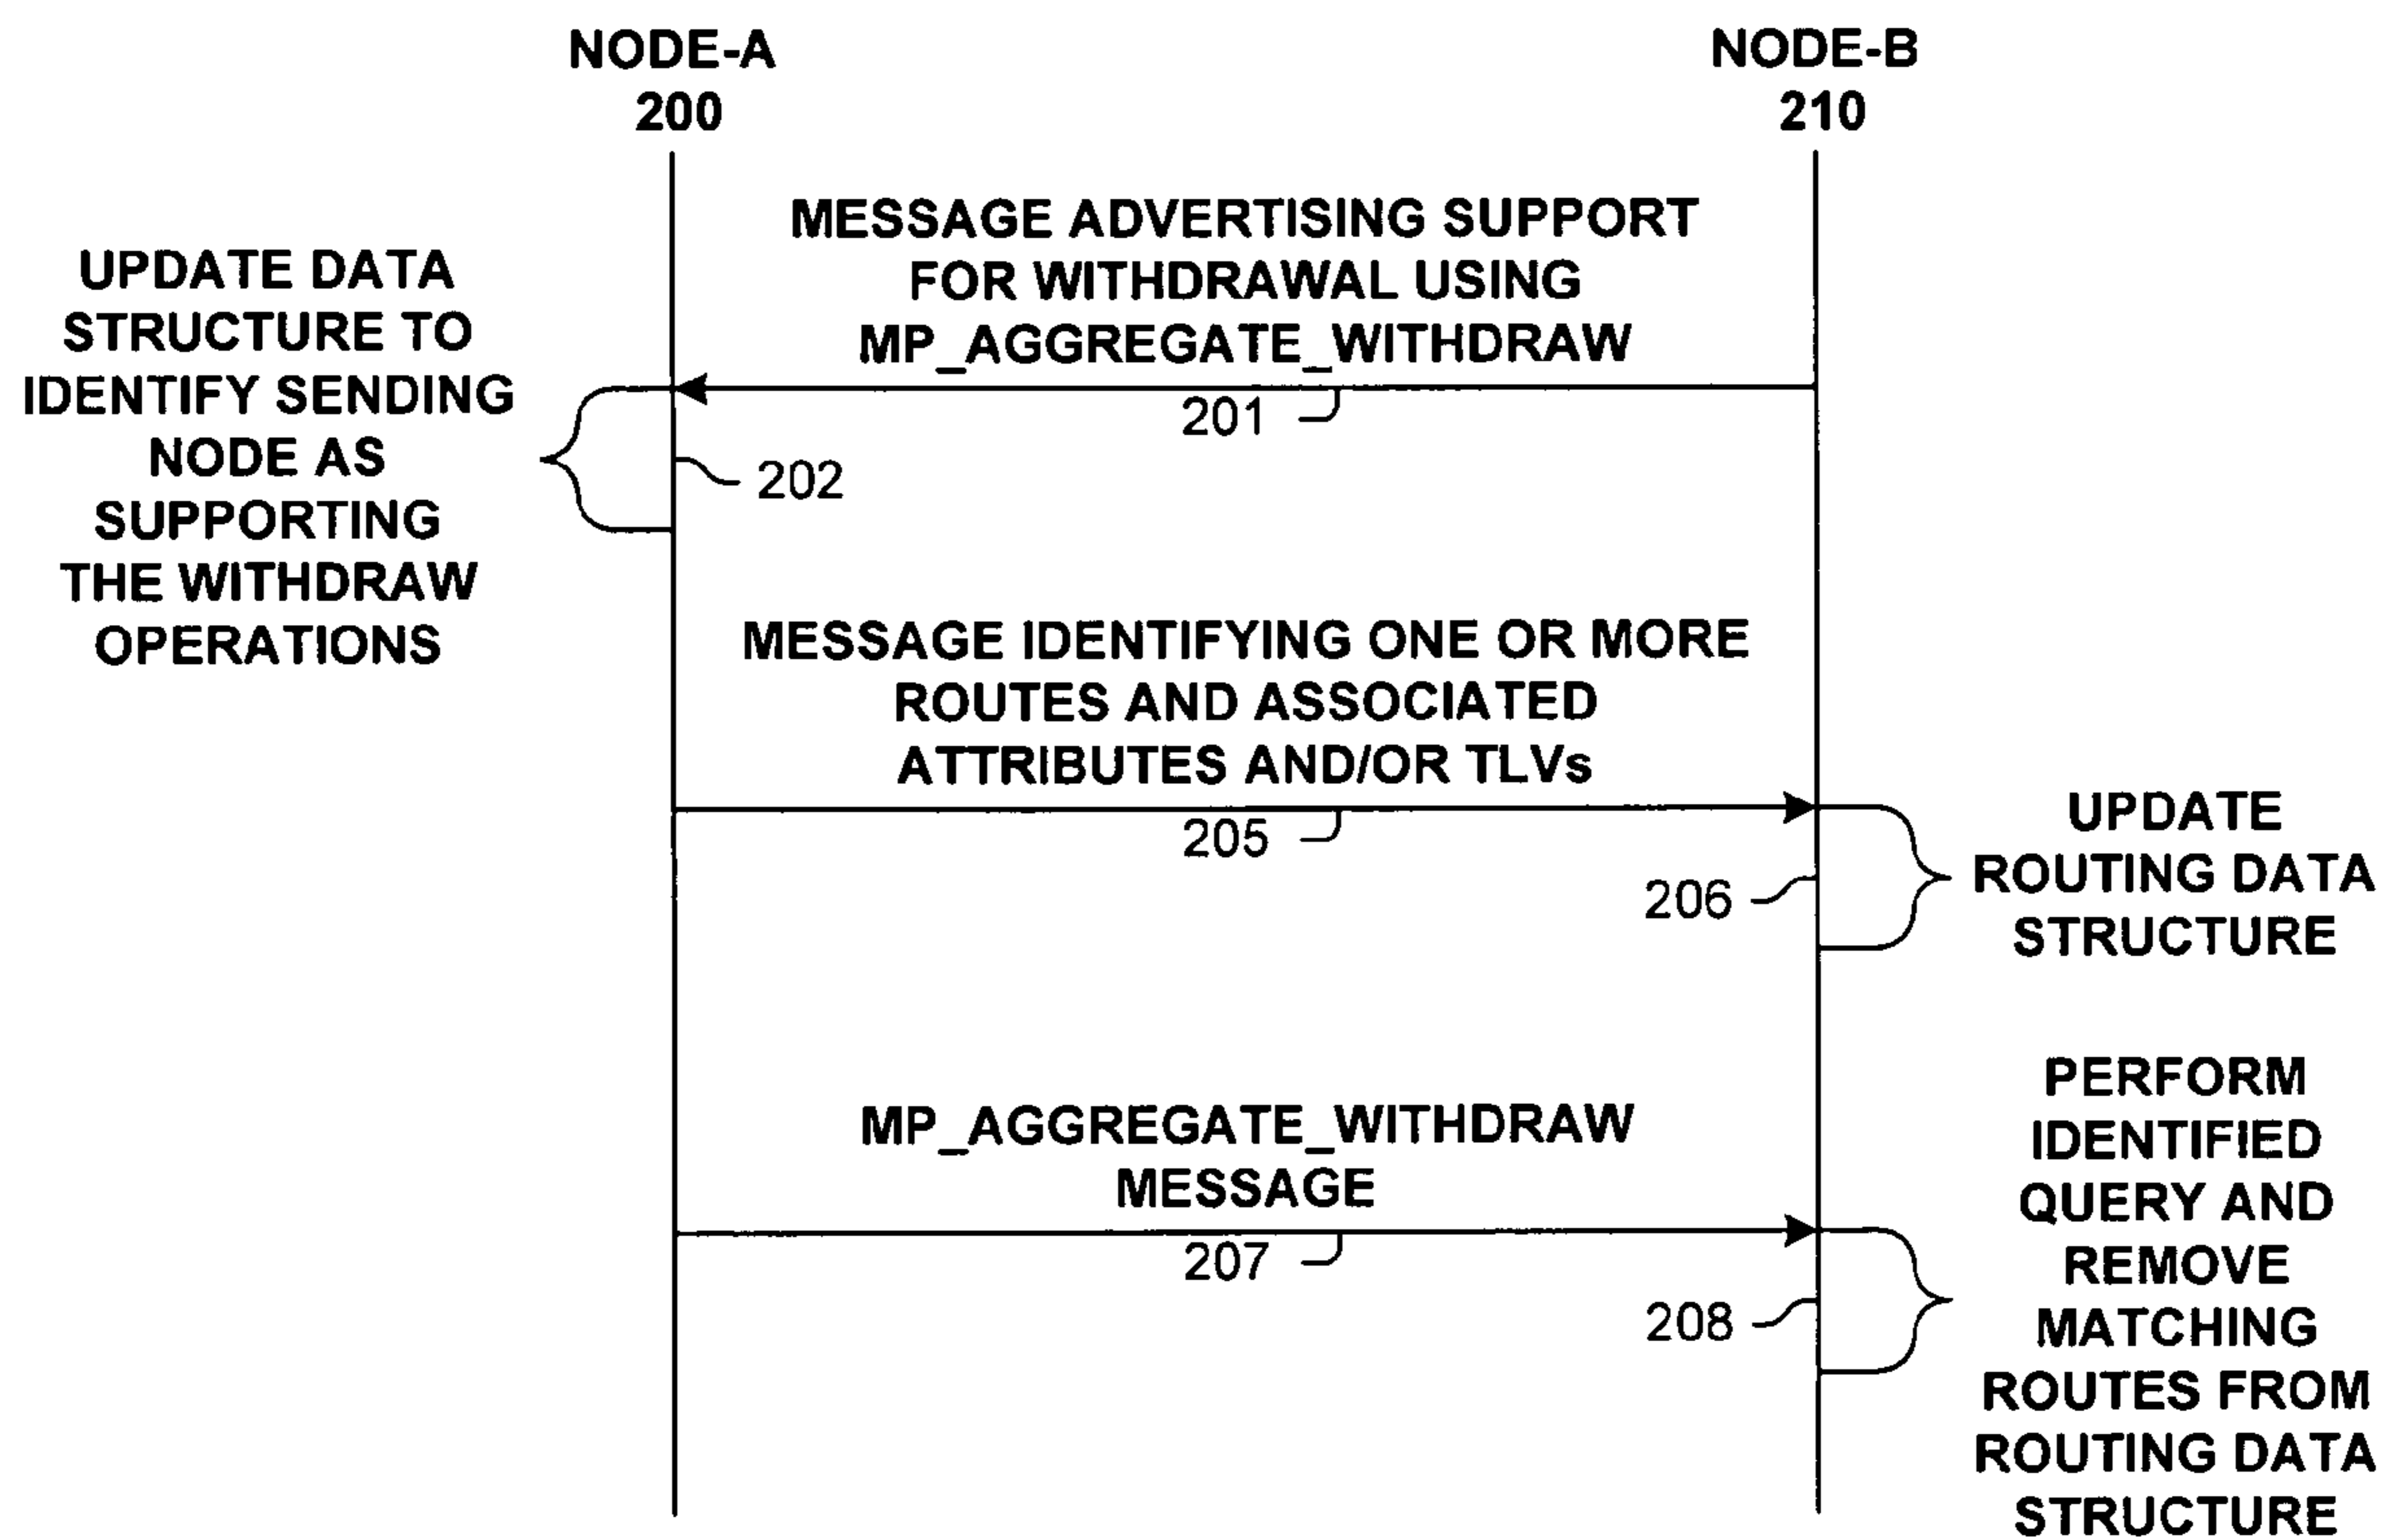 NODE-A
200
NODE-B
210
MESSAGE ADVERTISING SUPPORT
FOR WITHDRAWAL USING
MP_AGGREGATE_WITHDRAW
201
UPDATE DATA
STRUCTURE TO
IDENTIFY SENDING
NODE AS
SUPPORTING
THE WITHDRAW
OPERATIONS
202
MESSAGE IDENTIFYING ONE OR MORE
ROUTES AND ASSOCIATED
ATTRIBUTES AND/OR TLVs
205
206
UPDATE
ROUTING DATA
STRUCTURE
MP_AGGREGATE_WITHDRAW
MESSAGE
207
208
PERFORM
IDENTIFIED
QUERY AND
REMOVE
MATCHING
ROUTES FROM
ROUTING DATA
STRUCTURE